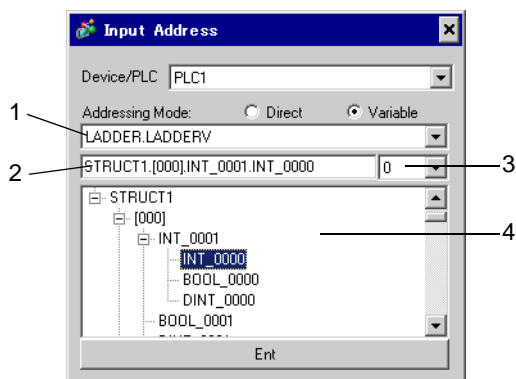 Input Address
Device/PLC PLC1
Addressing Mode: Direct Variable
1
LADDER.LADDERV
2 STRUCT1.[000].INT_0001.INT_0000 0 3
STRUCT1
[000]
INT_0001 4
INT_0000
BOOL_0000
DINT_0000
BOOL_0001
Ent